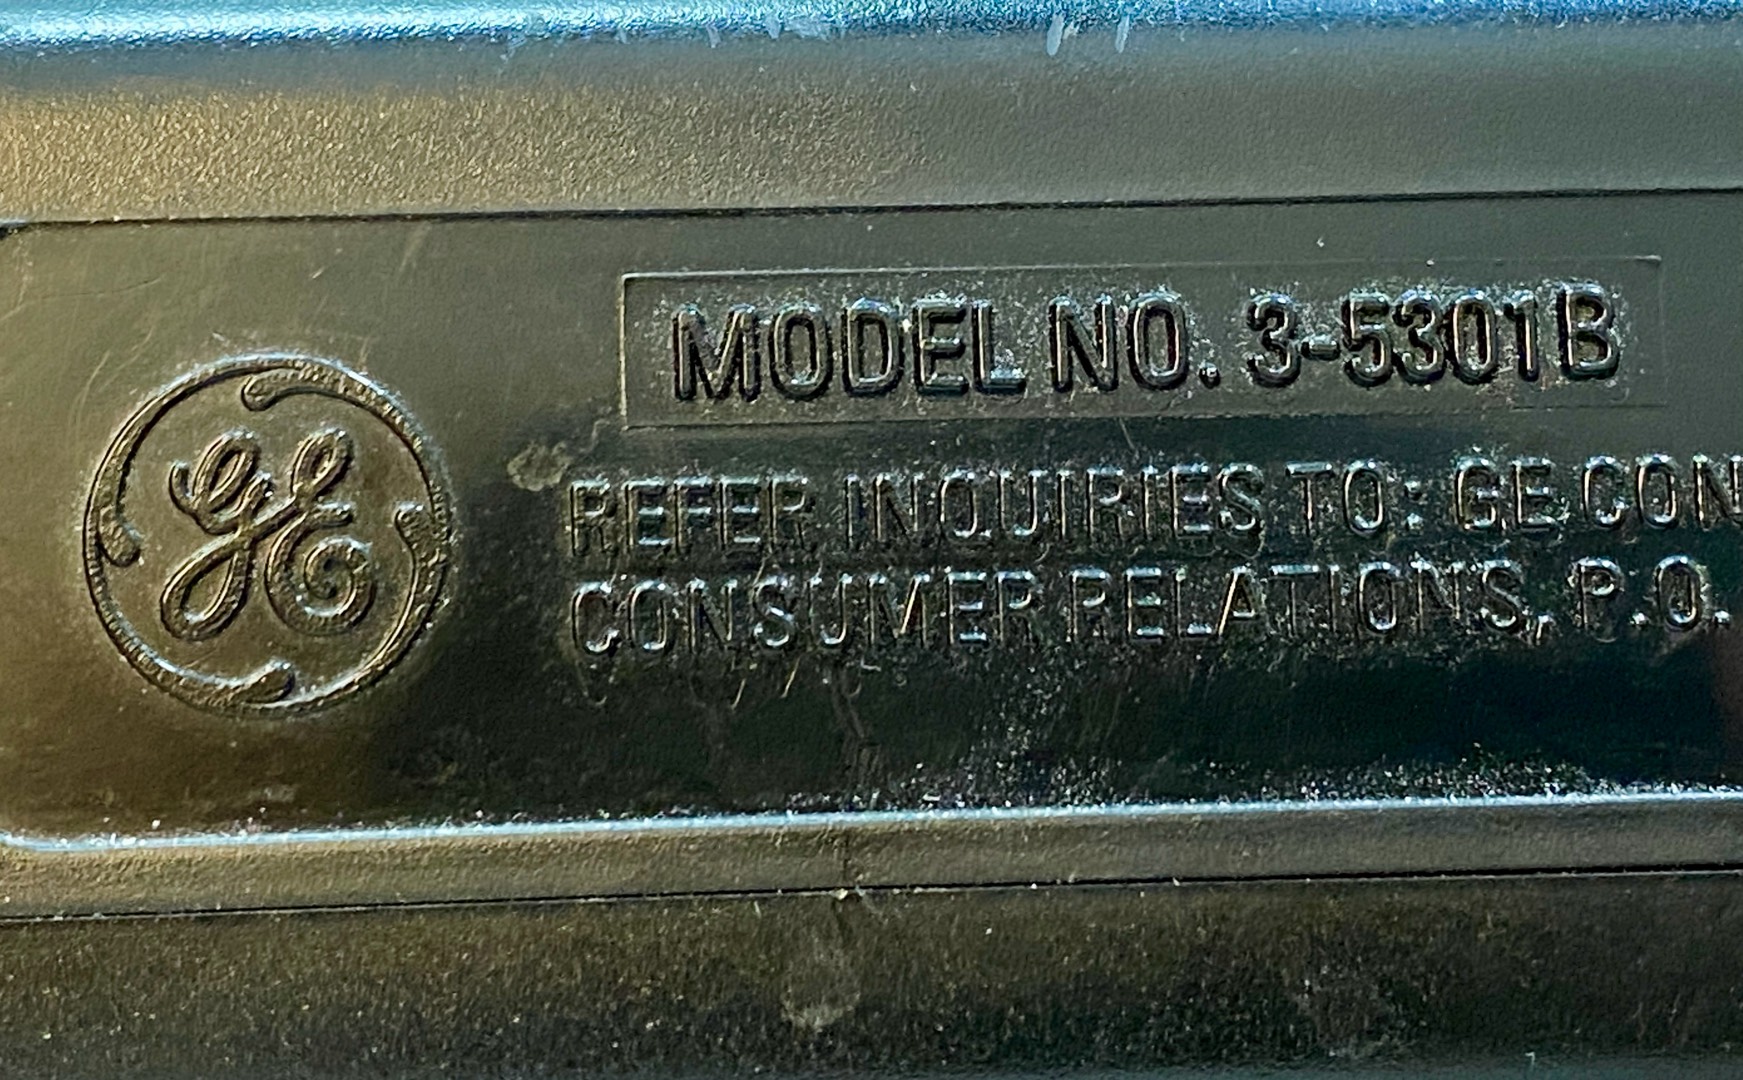 MODEL NO. 3-5301B
GE
REFER INQUIRIES TO: GE CON
CONSUMER RELATIONS, P.O.